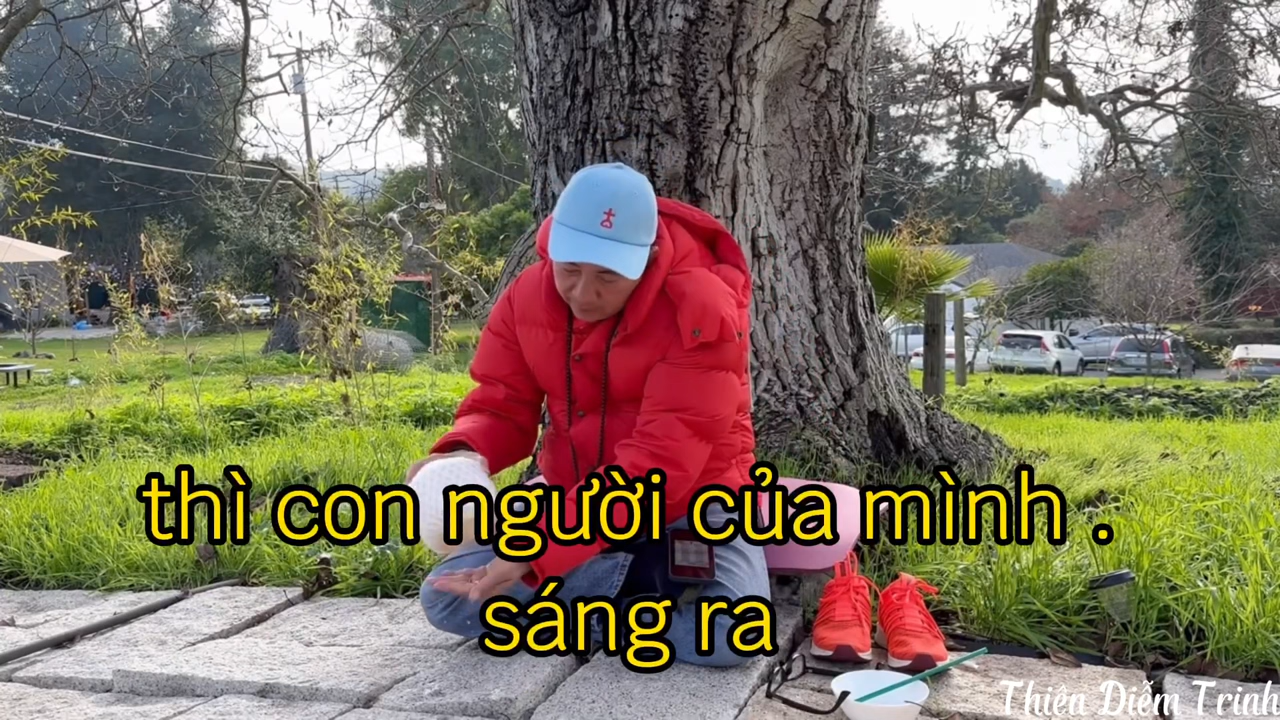 thì con người của mình .
sáng ra
Thiên Diễm Trinh